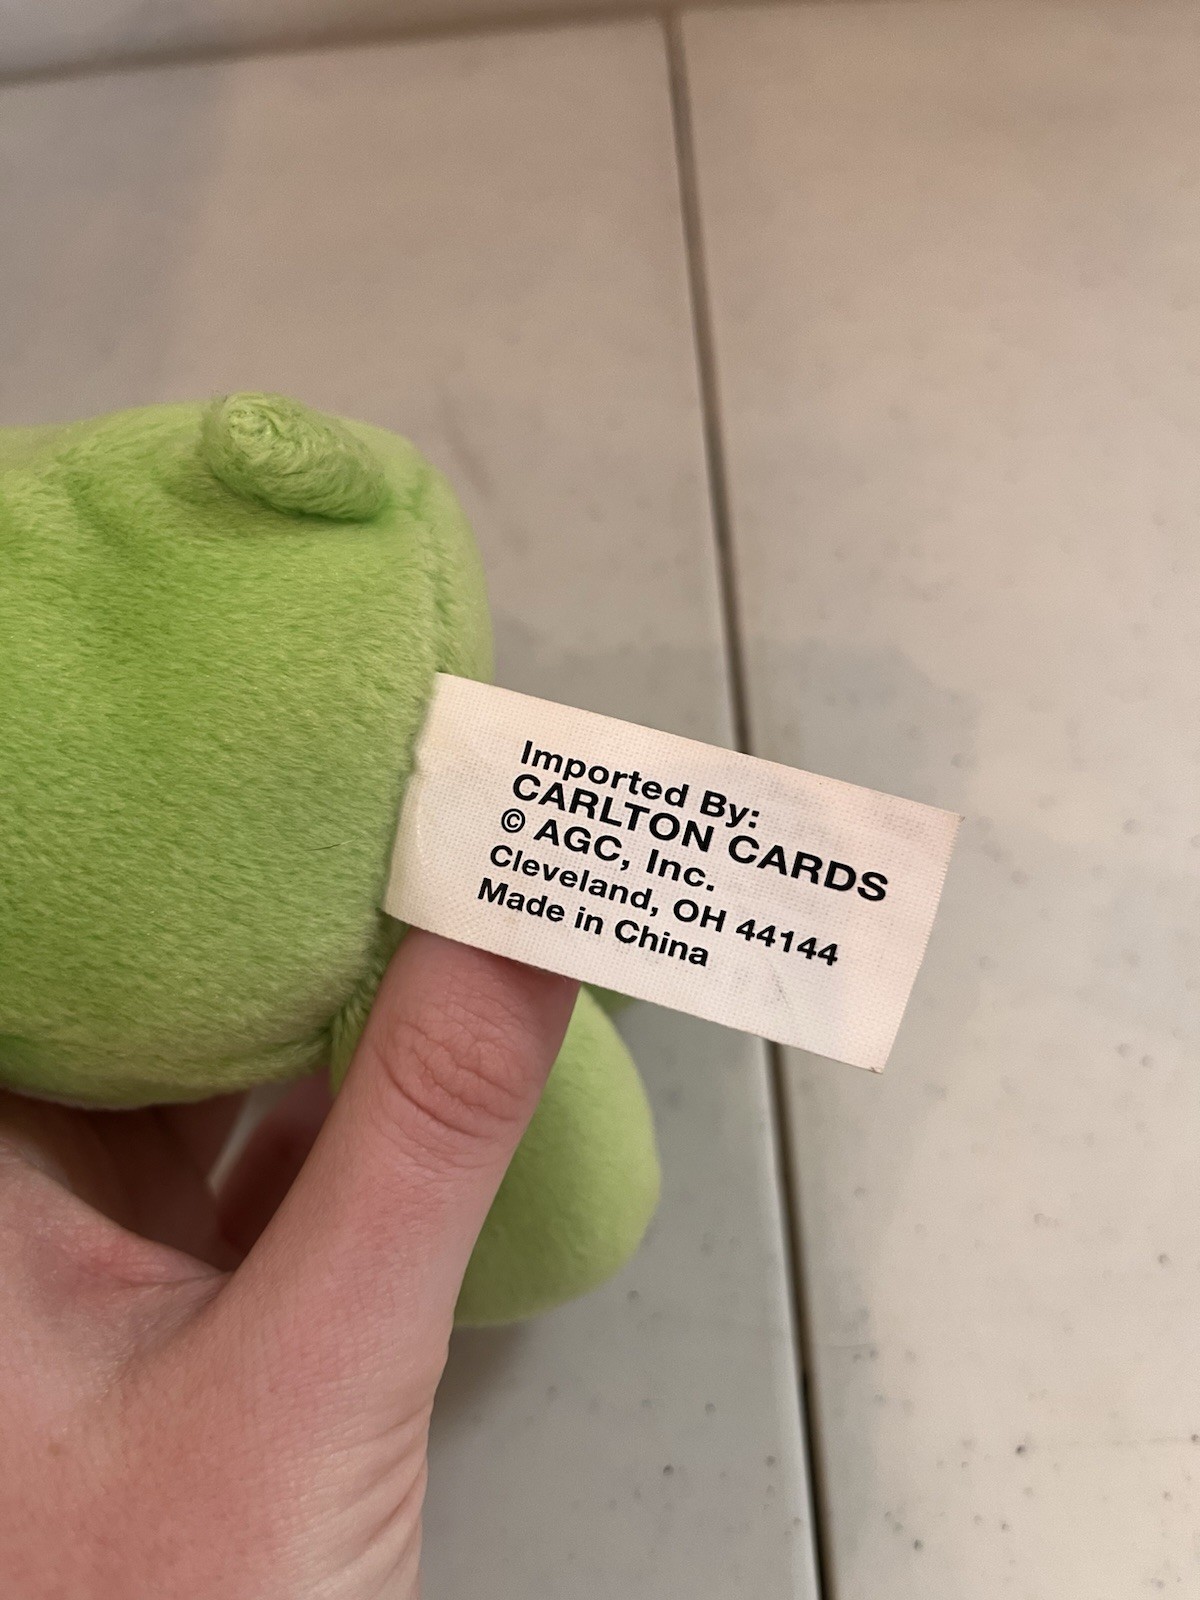 Imported By:
CARLTON CARDS
© AGC, Inc.
Cleveland, OH 44144
Made in China